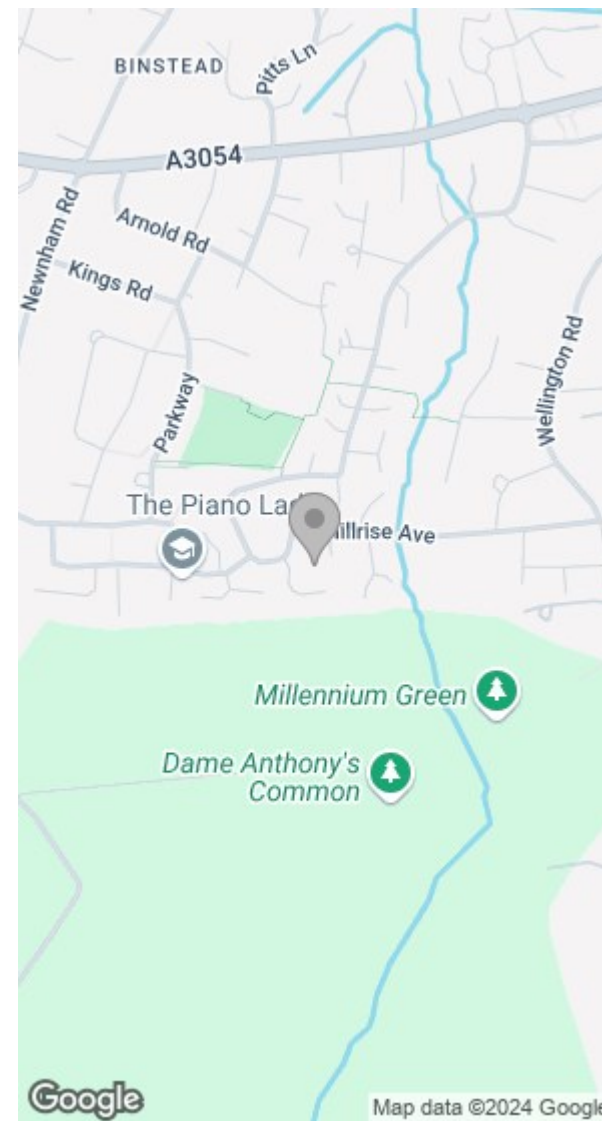 BINSTEAD
Pitts Ln
A3054
Arnold Rd
Newnham Rd
Kings Rd
Parkway
Wellington Rd
The Piano Lad
illrise Ave
Millennium Green
Dame Anthony's
Common
Google
Map data ©2024 Google